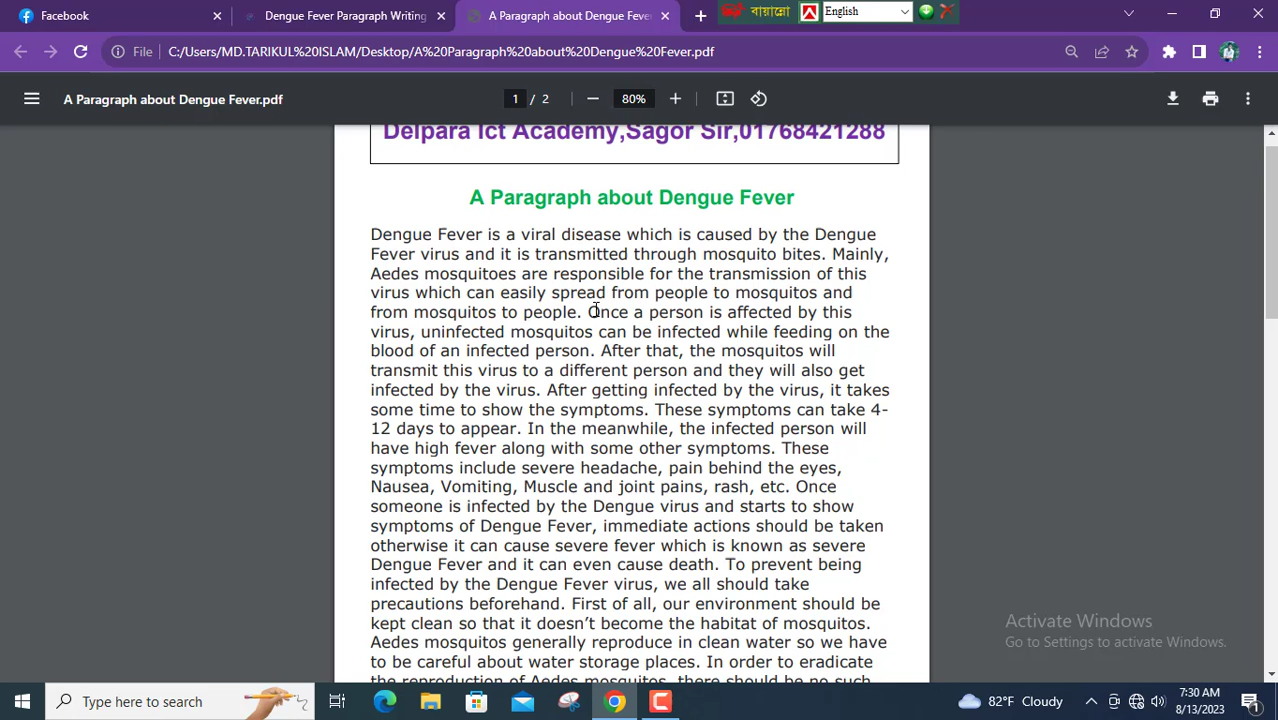 Facebook
Dengue Fever Paragraph Writing
A Paragraph about Dengue Feve
বায়ান্নো
English
File
C:/Users/MD.TARIKUL%20ISLAM/Desktop/A%20Paragraph%20about%20Dengue%20Fever.pdf
A Paragraph about Dengue Fever.pdf
1 / 2
80%
Delpara Ict Academy,Sagor Sir,01768421288
A Paragraph about Dengue Fever
Dengue Fever is a viral disease which is caused by the Dengue
Fever virus and it is transmitted through mosquito bites. Mainly,
Aedes mosquitoes are responsible for the transmission of this
virus which can easily spread from people to mosquitos and
from mosquitos to people. Once a person is affected by this
virus, uninfected mosquitos can be infected while feeding on the
blood of an infected person. After that, the mosquitos will
transmit this virus to a different person and they will also get
infected by the virus. After getting infected by the virus, it takes
some time to show the symptoms. These symptoms can take 4-
12 days to appear. In the meanwhile, the infected person will
have high fever along with some other symptoms. These
symptoms include severe headache, pain behind the eyes,
Nausea, Vomiting, Muscle and joint pains, rash, etc. Once
someone is infected by the Dengue virus and starts to show
symptoms of Dengue Fever, immediate actions should be taken
otherwise it can cause severe fever which is known as severe
Dengue Fever and it can even cause death. To prevent being
infected by the Dengue Fever virus, we all should take
precautions beforehand. First of all, our environment should be
kept clean so that it doesn't become the habitat of mosquitos.
Aedes mosquitos generally reproduce in clean water so we have
to be careful about water storage places. In order to eradicate
the reproduction of Aedes mosquitos, there should be no such
Activate Windows
Go to Settings to activate Windows.
Type here to search
82°F Cloudy
7:30 AM
8/13/2023
1